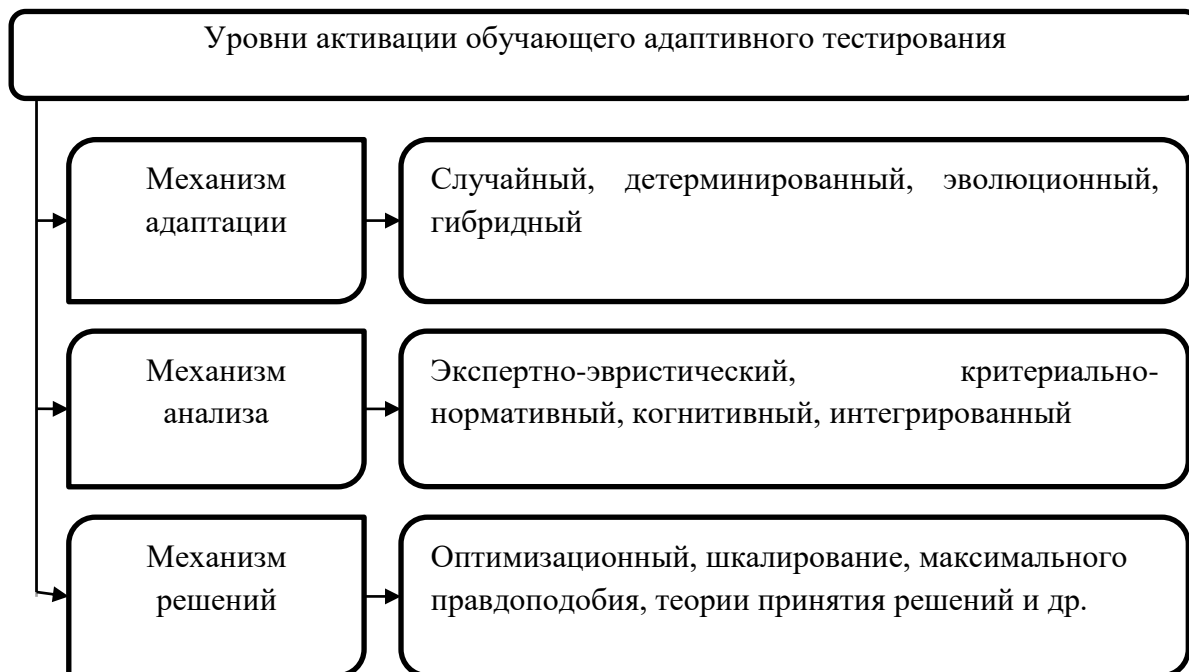 Уровни активации обучающего адаптивного тестирования
Механизм
адаптации
Случайный, детерминированный, эволюционный,
гибридный
Механизм
анализа
Экспертно-эвристический, критериально-
нормативный, когнитивный, интегрированный
Механизм
решений
Оптимизационный, шкалирование, максимального
правдоподобия, теории принятия решений и др.